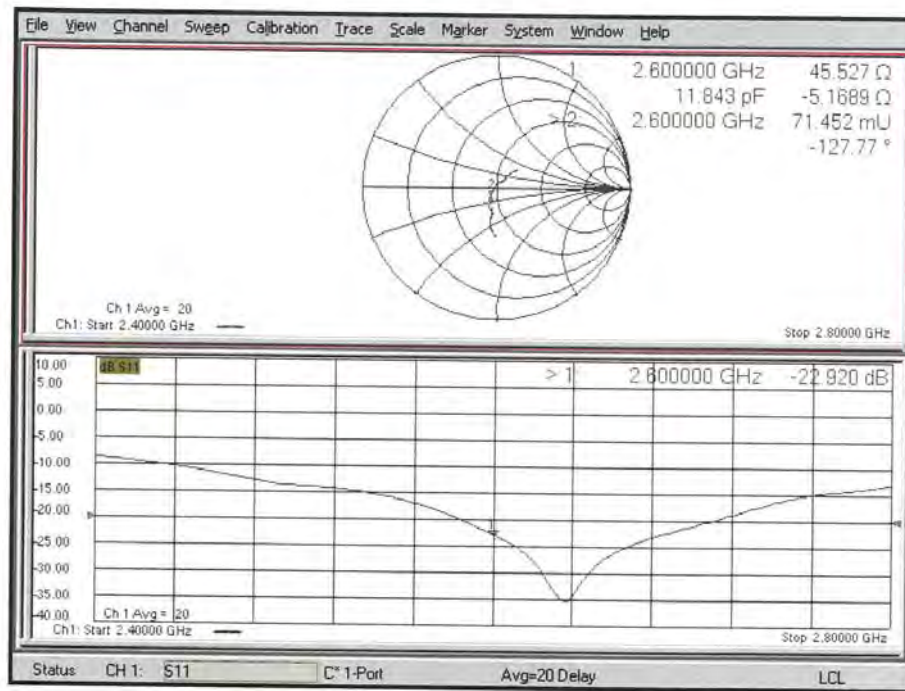 File View Channel Sweep Calibration Trace Scale Marker System Window Help
1 2.600000 GHz 45.527 Ω
11.843 pF -5.1689 Ω
> 2 2.600000 GHz 71.452 mU
-127.77 °
Ch 1 Avg = 20
Ch1: Start 2.40000 GHz
Stop 2.80000 GHz
10.00
dB S11
> 1 2.600000 GHz -22.920 dB
5.00
0.00
-5.00
-10.00
-15.00
-20.00
-25.00
-30.00
-35.00
-40.00
1
Ch 1 Avg = 20
Ch1: Start 2.40000 GHz
Stop 2.80000 GHz
Status CH 1: S11 C* 1-Port Avg=20 Delay LCL